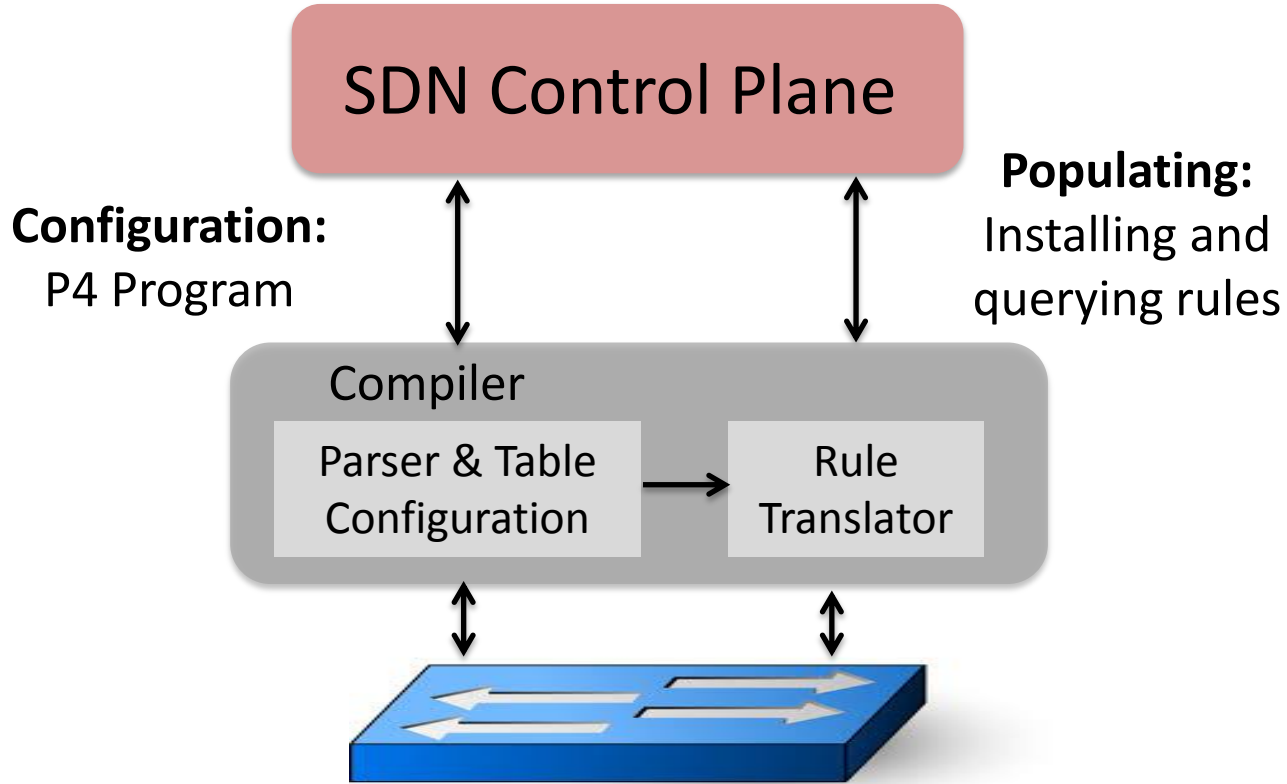 SDN Control Plane
Configuration:
P4 Program
Populating:
Installing and
querying rules
Compiler
Parser & Table
Configuration
Rule
Translator